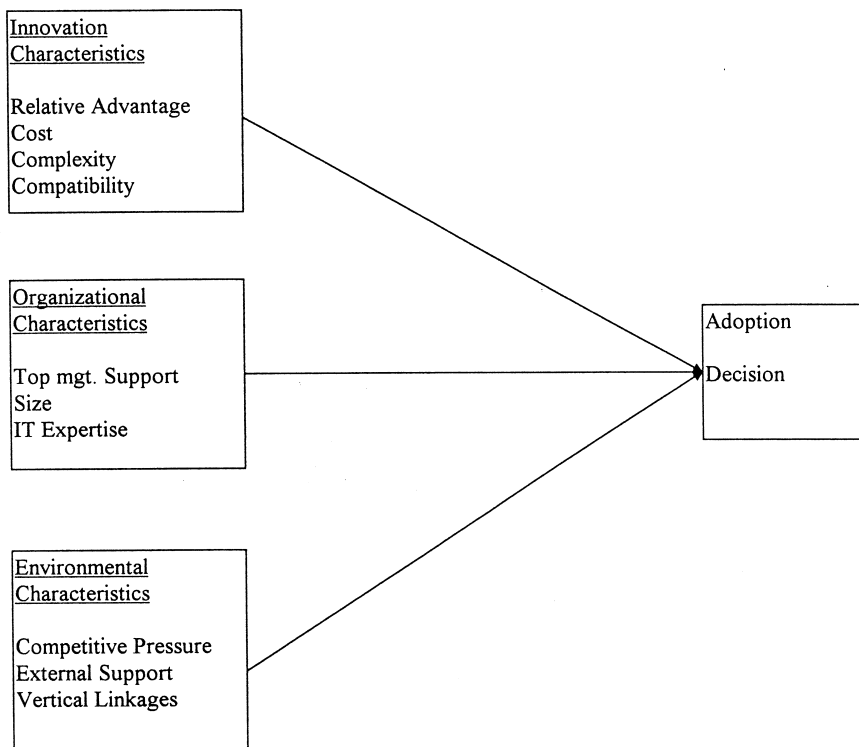 Innovation
Characteristics
Relative Advantage
Cost
Complexity
Compatibility
Organizational
Characteristics
Top mgt. Support
Size
IT Expertise
Adoption
Decision
Environmental
Characteristics
Competitive Pressure
External Support
Vertical Linkages